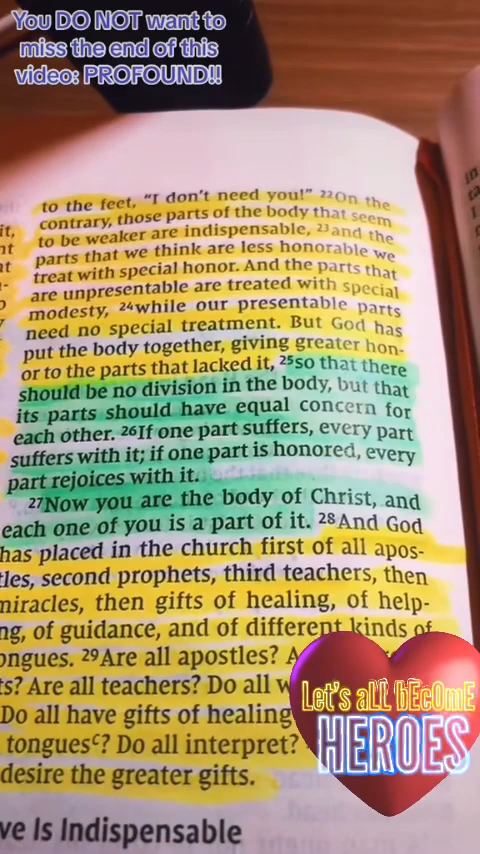 You DO NOT want to
miss the end of this
video: PROFOUND!!
to the feet, “I don’t need you!” 22On the
contrary, those parts of the body that seem
to be weaker are indispensable, 23and the
parts that we think are less honorable we
treat with special honor. And the parts that
are unpresentable are treated with special
modesty, 24while our presentable parts
need no special treatment. But God has
put the body together, giving greater hon-
or to the parts that lacked it, 25so that there
should be no division in the body, but that
its parts should have equal concern for
each other. 26If one part suffers, every part
suffers with it; if one part is honored, every
part rejoices with it.
27Now you are the body of Christ, and
each one of you is a part of it. 28And God
has placed in the church first of all apos-
tles, second prophets, third teachers, then
miracles, then gifts of healing, of help-
ng, of guidance, and of different kinds of
ongues. 29Are all apostles? A
ts? Are all teachers? Do all w
Do all have gifts of healing
tonguesc? Do all interpret?
desire the greater gifts.
ve Is Indispensable
Let's aLL bEcOmE
HEROES